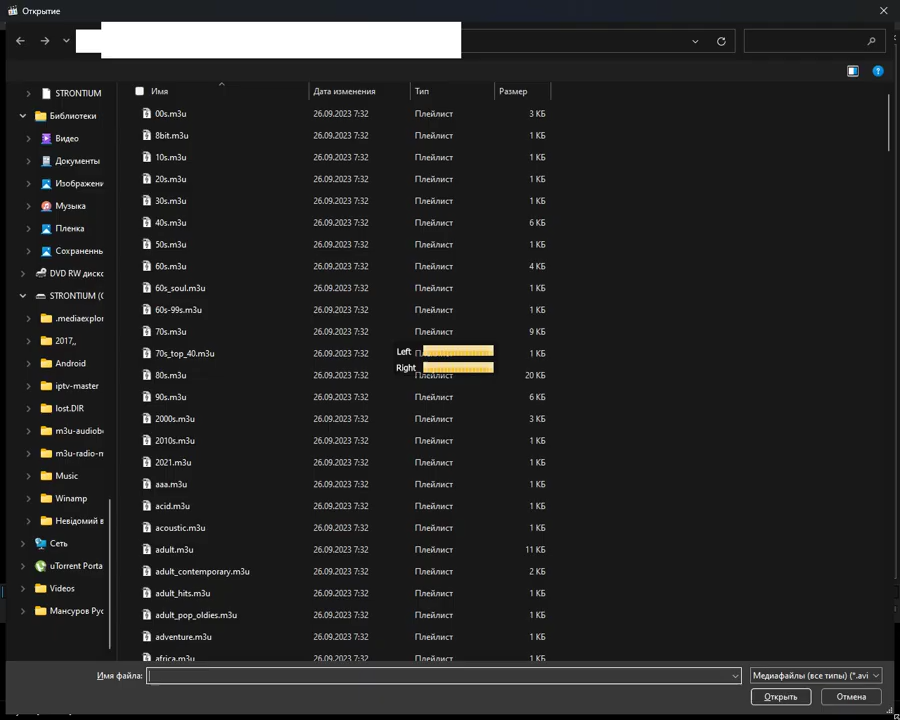 Открытие
Имя Дата изменения Тип Размер
STRONTIUM
Библиотеки
Видео
Документы
Изображени
Музыка
Пленка
Сохраненны
DVD RW диско
STRONTIUM (
.mediaexplor
2017,,
Android
iptv-master
lost.DIR
m3u-audiobo
m3u-radio-m
Music
Winamp
Невідомий в
Сеть
uTorrent Porta
Videos
Мансуров Рус
00s.m3u 26.09.2023 7:32 Плейлист 3 КБ
8bit.m3u 26.09.2023 7:32 Плейлист 1 КБ
10s.m3u 26.09.2023 7:32 Плейлист 1 КБ
20s.m3u 26.09.2023 7:32 Плейлист 1 КБ
30s.m3u 26.09.2023 7:32 Плейлист 1 КБ
40s.m3u 26.09.2023 7:32 Плейлист 6 КБ
50s.m3u 26.09.2023 7:32 Плейлист 1 КБ
60s.m3u 26.09.2023 7:32 Плейлист 4 КБ
60s_soul.m3u 26.09.2023 7:32 Плейлист 1 КБ
60s-99s.m3u 26.09.2023 7:32 Плейлист 1 КБ
70s.m3u 26.09.2023 7:32 Плейлист 9 КБ
70s_top_40.m3u 26.09.2023 7:32 1 КБ
80s.m3u 26.09.2023 7:32 Плейлист 20 КБ
90s.m3u 26.09.2023 7:32 Плейлист 6 КБ
2000s.m3u 26.09.2023 7:32 Плейлист 3 КБ
2010s.m3u 26.09.2023 7:32 Плейлист 1 КБ
2021.m3u 26.09.2023 7:32 Плейлист 1 КБ
aaa.m3u 26.09.2023 7:32 Плейлист 1 КБ
acid.m3u 26.09.2023 7:32 Плейлист 1 КБ
acoustic.m3u 26.09.2023 7:32 Плейлист 1 КБ
adult.m3u 26.09.2023 7:32 Плейлист 11 КБ
adult_contemporary.m3u 26.09.2023 7:32 Плейлист 2 КБ
adult_hits.m3u 26.09.2023 7:32 Плейлист 1 КБ
adult_pop_oldies.m3u 26.09.2023 7:32 Плейлист 1 КБ
adventure.m3u 26.09.2023 7:32 Плейлист 1 КБ
africa.m3u 26.09.2023 7:32 Плейлист 1 КБ
Left
Right
Имя файла:
Медиафайлы (все типы) (*.avi
Открыть Отмена